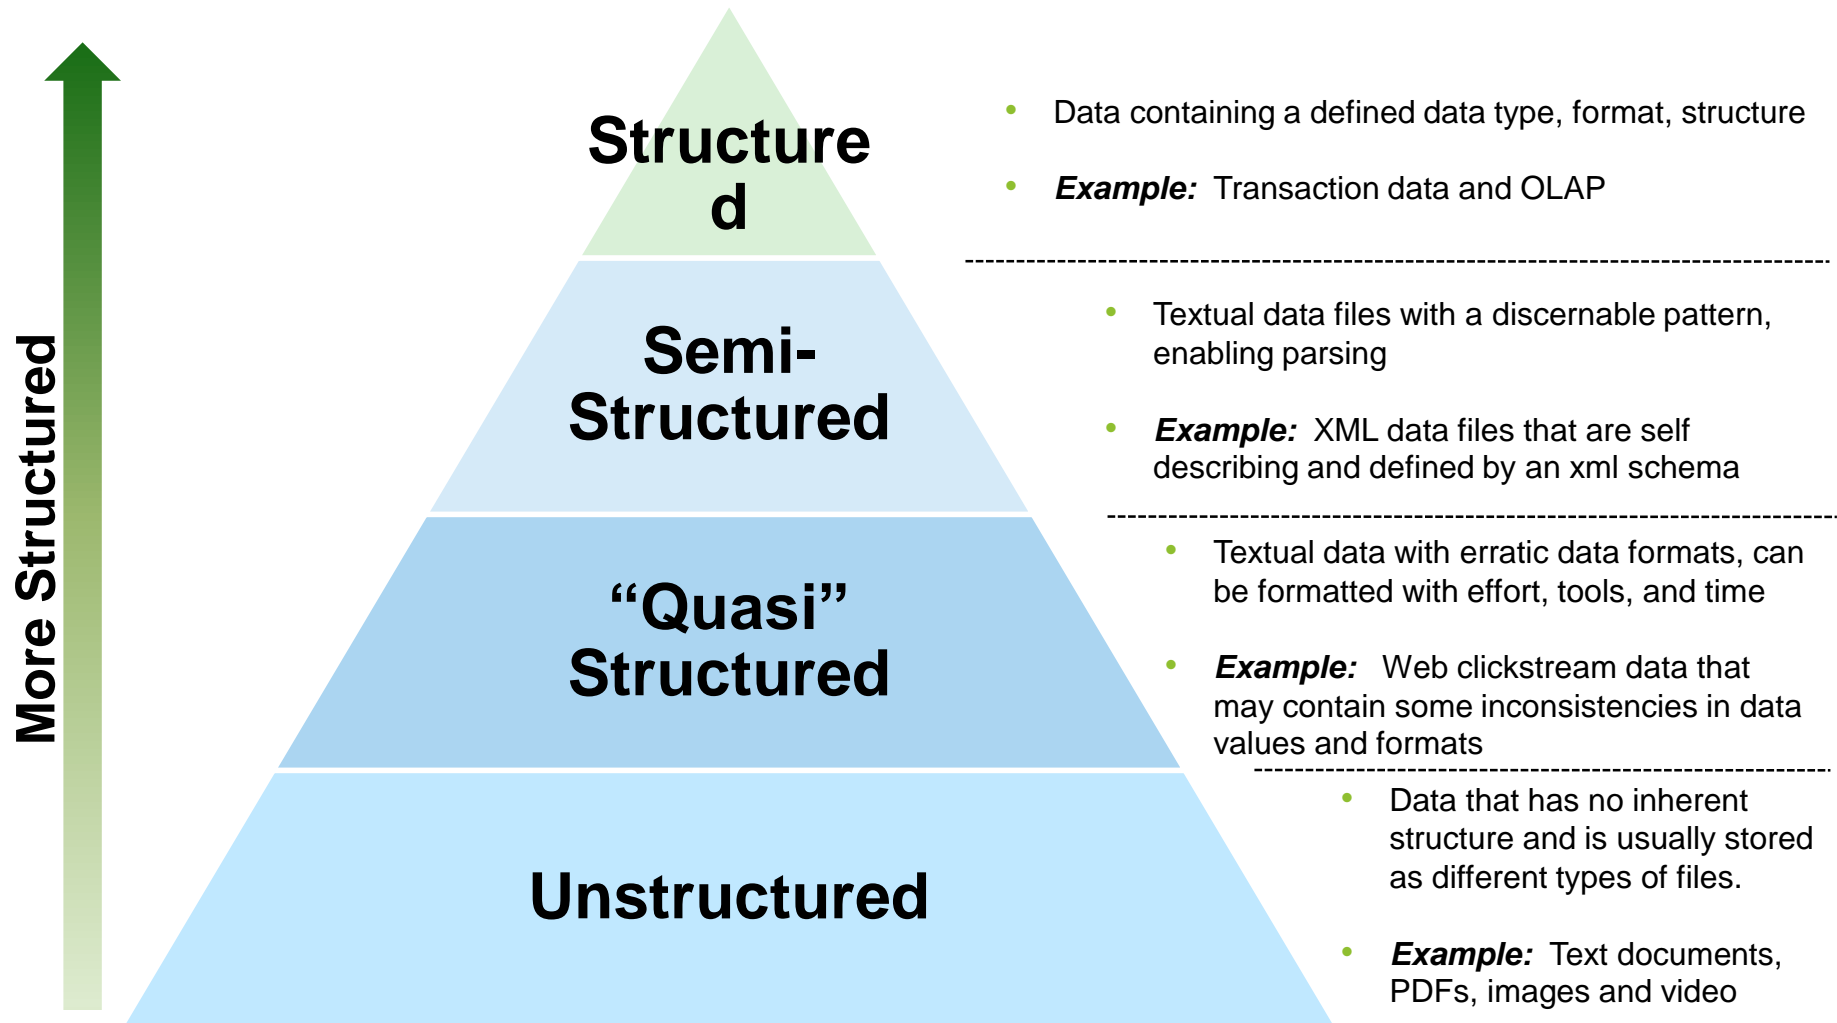 More Structured
Structure
d
• Data containing a defined data type, format, structure
• Example: Transaction data and OLAP
Semi-
Structured
• Textual data files with a discernable pattern,
enabling parsing
• Example: XML data files that are self
describing and defined by an xml schema
“Quasi”
Structured
• Textual data with erratic data formats, can
be formatted with effort, tools, and time
• Example: Web clickstream data that
may contain some inconsistencies in data
values and formats
Unstructured
• Data that has no inherent
structure and is usually stored
as different types of files.
• Example: Text documents,
PDFs, images and video